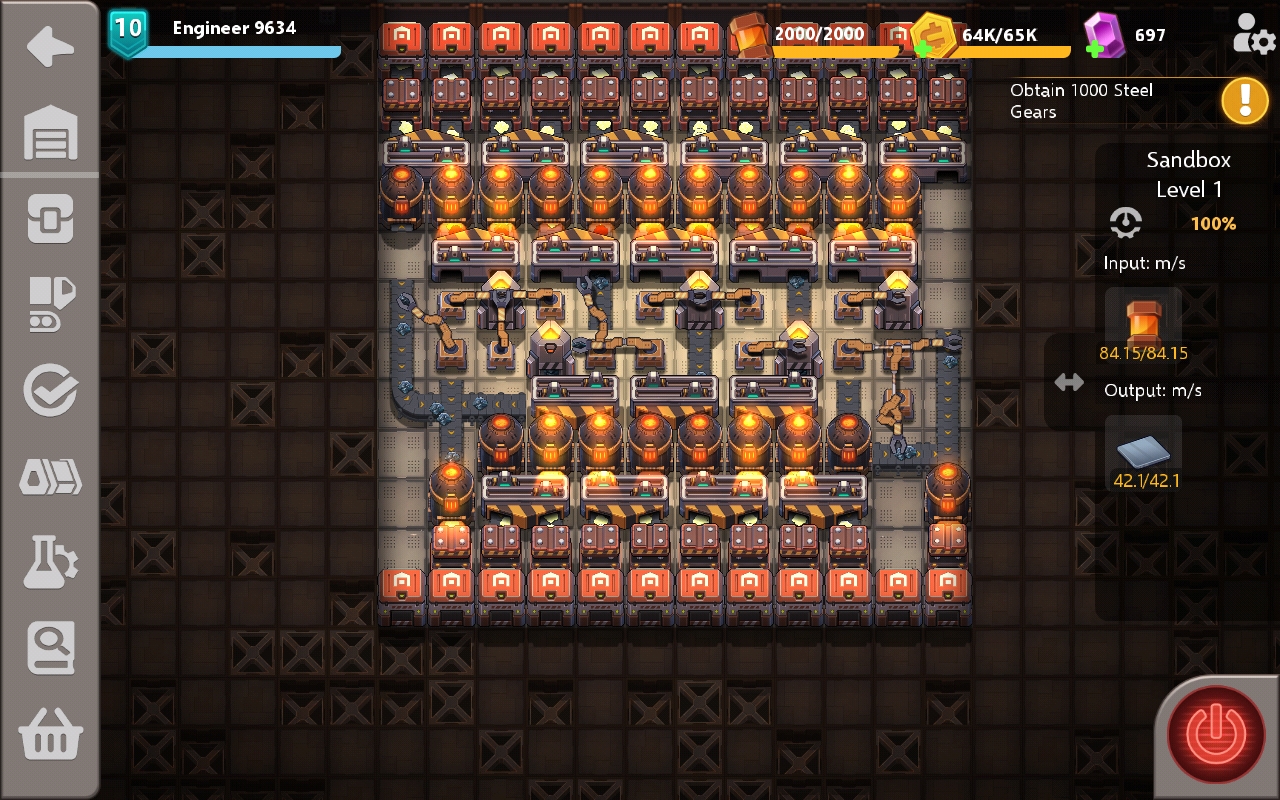 10
Engineer 9634
2000/2000
64K/65K
697
Obtain 1000 Steel
Gears
Sandbox
Level 1
100%
Input: m/s
84.15/84.15
Output: m/s
42.1/42.1